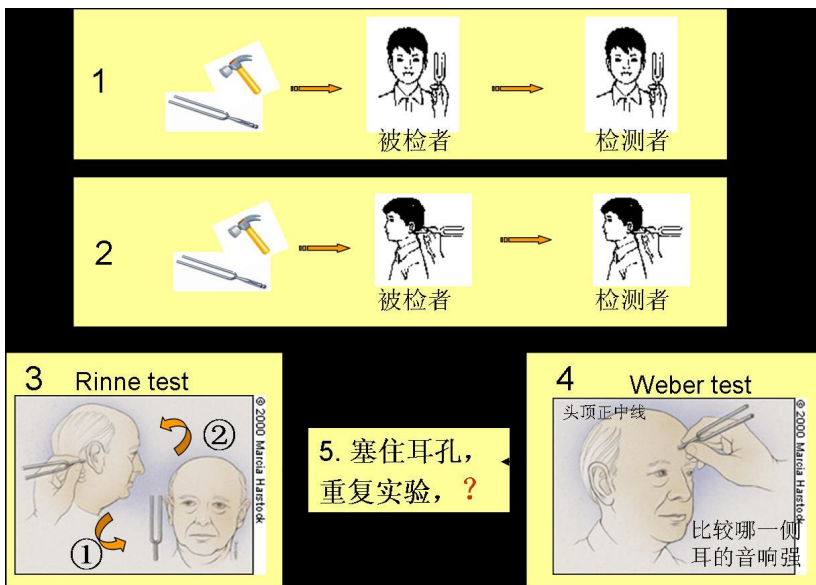 1
被检者
检测者
2
被检者
检测者
3 Rinne test
①
②
© 2000 Marcia Harstock
5. 塞住耳孔，
重复实验，？
4 Weber test
头顶正中线
比较哪一侧
耳的音响强
© 2000 Marcia Harstock